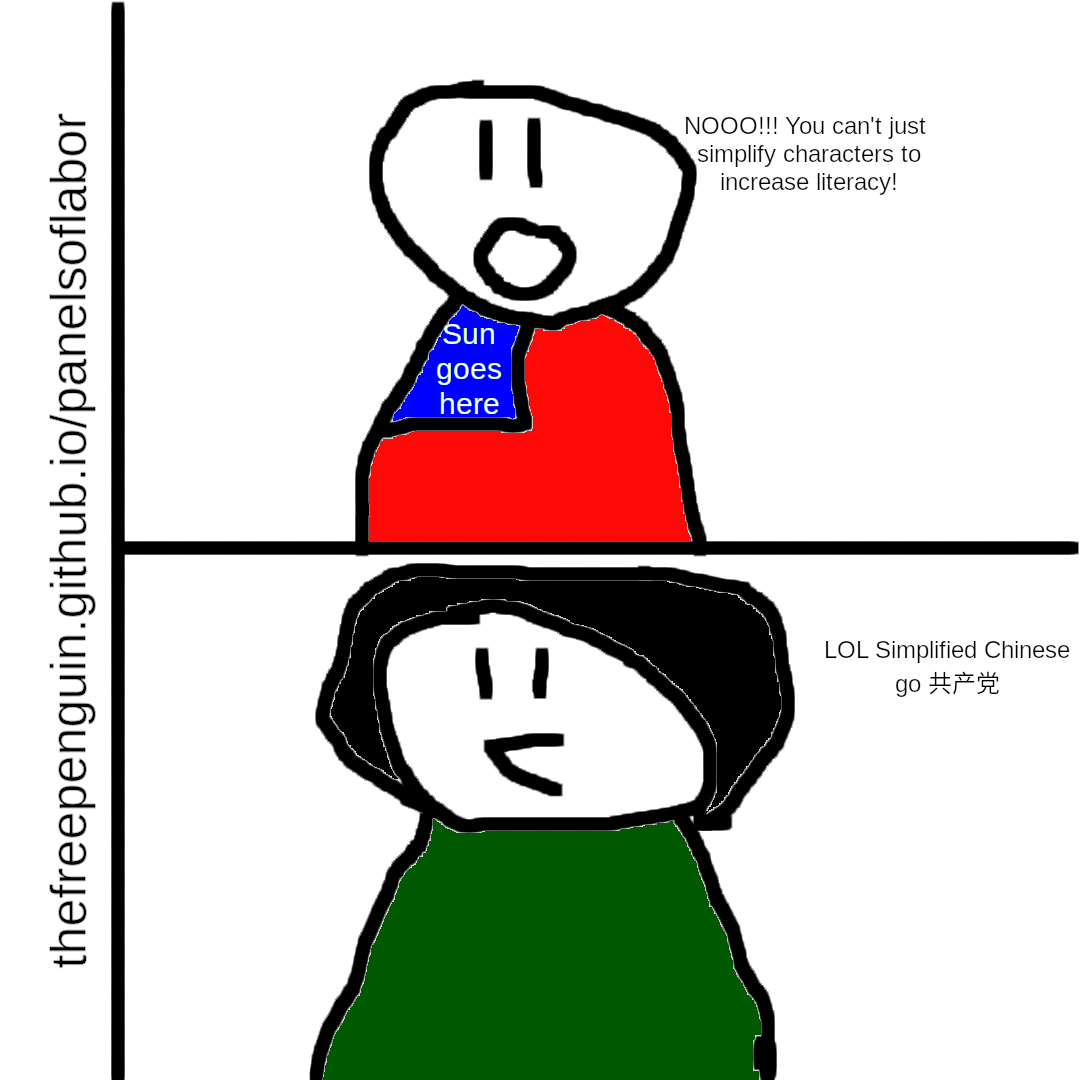 thefreepenguin.github.io/panelsoflabor
NOOO!!! You can't just
simplify characters to
increase literacy!
Sun
goes
here
LOL Simplified Chinese
go 共产党